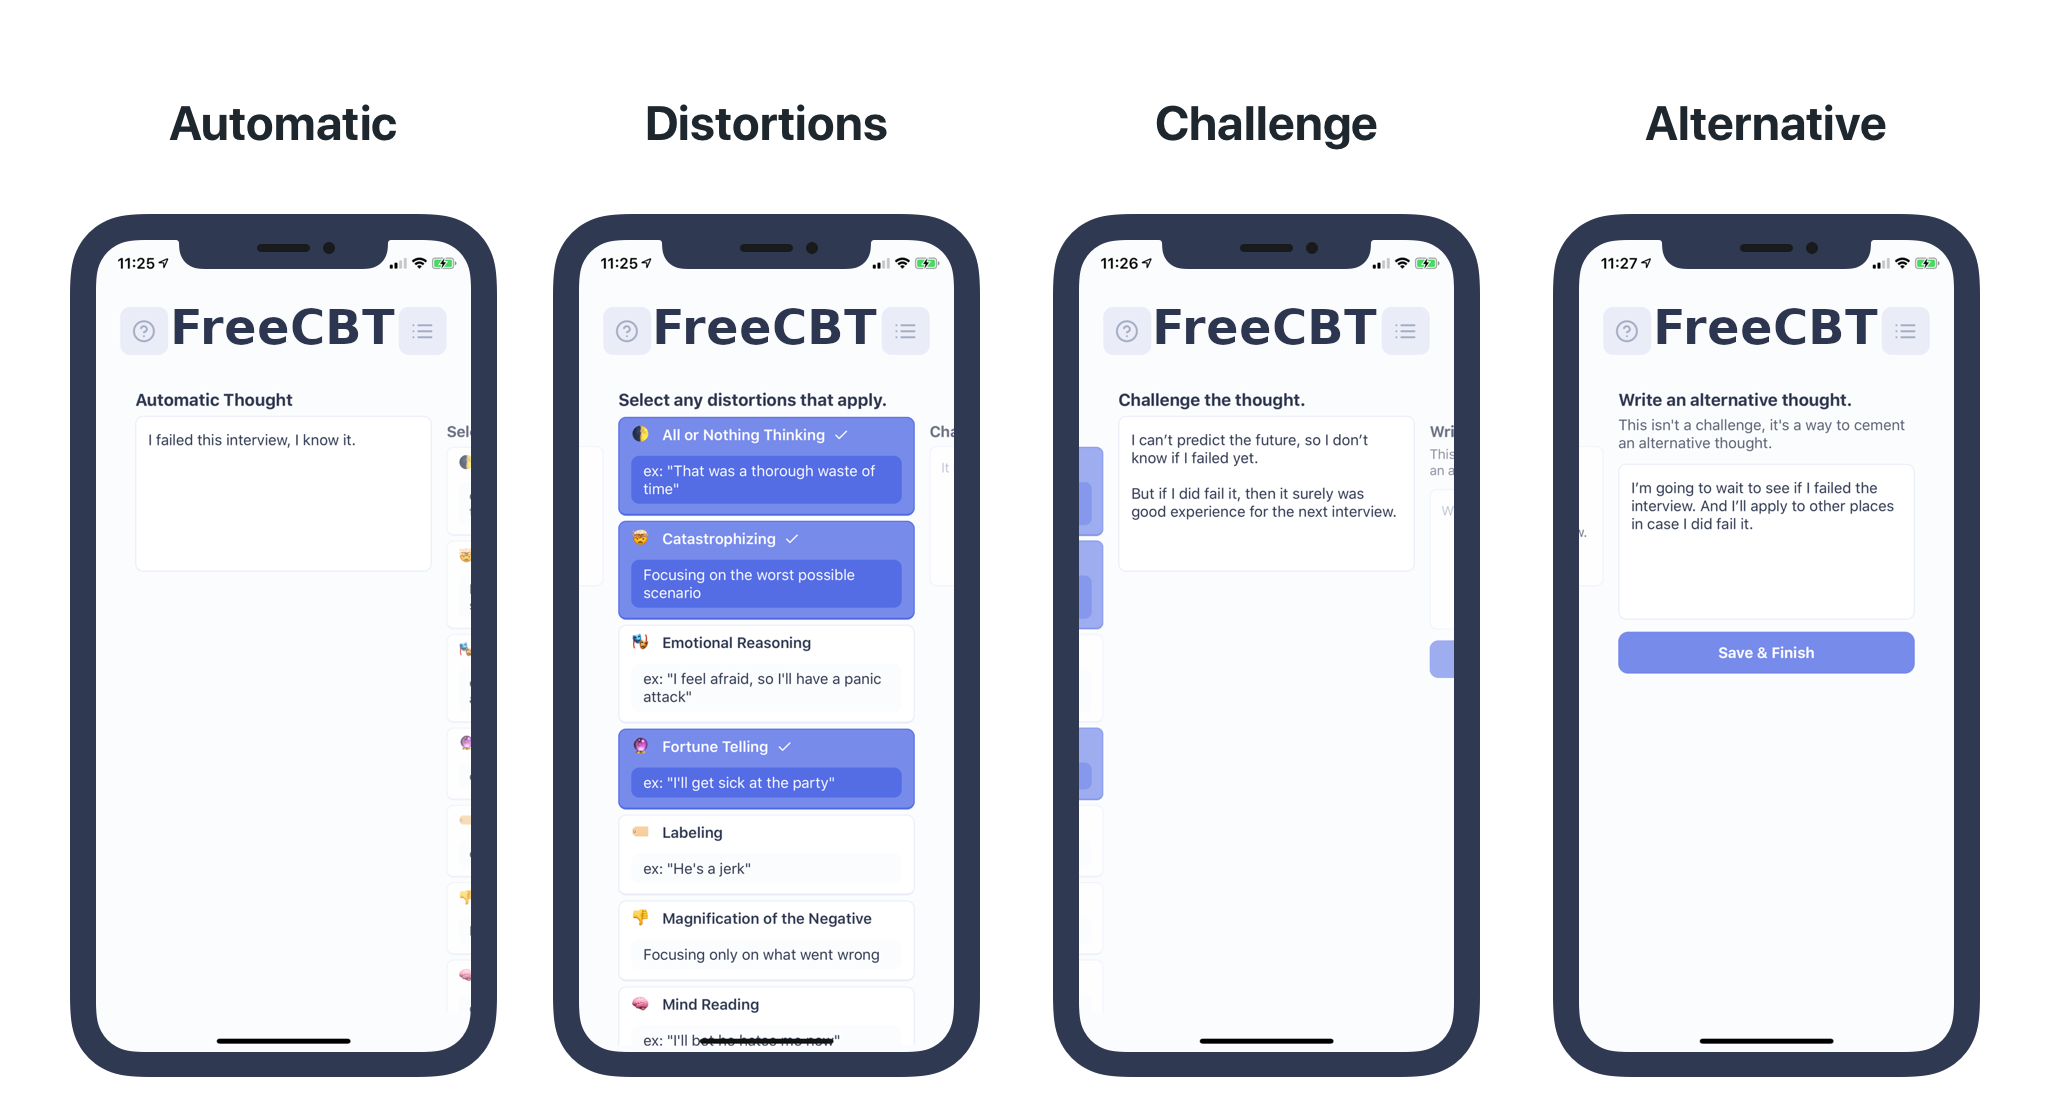 Automatic
Distortions
Challenge
Alternative
11:25
FreeCBT
Automatic Thought
I failed this interview, I know it.
Sele
11:25
FreeCBT
Select any distortions that apply.
All or Nothing Thinking
ex: "That was a thorough waste of
time"
Catastrophizing
Focusing on the worst possible
scenario
Emotional Reasoning
ex: "I feel afraid, so I'll have a panic
attack"
Fortune Telling
ex: "I'll get sick at the party"
Labeling
ex: "He's a jerk"
Magnification of the Negative
Focusing only on what went wrong
Mind Reading
ex: "I'll bet he hates me now"
Cha
It
11:26
FreeCBT
Challenge the thought.
I can't predict the future, so I don't
know if I failed yet.
But if I did fail it, then it surely was
good experience for the next interview.
Wri
This
an a
W
11:27
FreeCBT
Write an alternative thought.
This isn't a challenge, it's a way to cement
an alternative thought.
I'm going to wait to see if I failed the
interview. And I'll apply to other places
in case I did fail it.
w.
Save & Finish